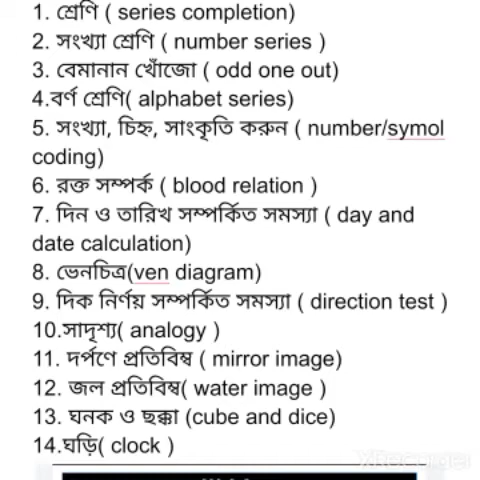 1. শ্রেণি ( series completion)
2. সংখ্যা শ্রেণি ( number series )
3. বেমানান খোঁজো ( odd one out)
4.বর্ণ শ্রেণি( alphabet series)
5. সংখ্যা, চিহ্ন, সাংকৃতি করুন ( number/symol
coding)
6. রক্ত সম্পর্ক ( blood relation )
7. দিন ও তারিখ সম্পর্কিত সমস্যা ( day and
date calculation)
8. ভেনচিত্র(ven diagram)
9. দিক নির্ণয় সম্পর্কিত সমস্যা ( direction test )
10.সাদৃশ্য( analogy )
11. দর্পণে প্রতিবিম্ব ( mirror image)
12. জল প্রতিবিম্ব( water image )
13. ঘনক ও ছক্কা (cube and dice)
14.ঘড়ি( clock )
XRecorder